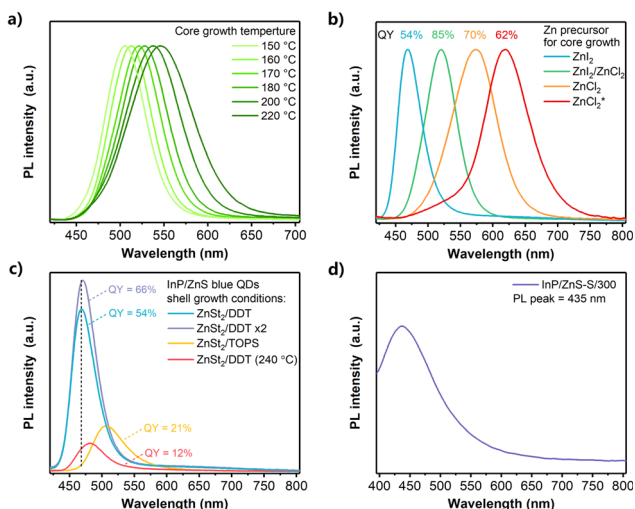 a)
Core growth temperture
150 °C
160 °C
170 °C
180 °C
200 °C
220 °C
PL intensity (a.u.)
450 500 550 600 650 700
Wavelength (nm)
b)
QY 54% 85% 70% 62%
Zn precursor
for core growth
ZnI₂
ZnI₂/ZnCl₂
ZnCl₂
ZnCl₂*
PL intensity (a.u.)
400 450 500 550 600 650 700 750 800
Wavelength (nm)
c)
InP/ZnS blue QDs
shell growth conditions:
ZnSt₂/DDT
ZnSt₂/DDT x2
ZnSt₂/TOPS
ZnSt₂/DDT (240 °C)
QY = 66%
QY = 54%
QY = 21%
QY = 12%
PL intensity (a.u.)
450 500 550 600 650 700 750 800
Wavelength (nm)
d)
InP/ZnS-S/300
PL peak = 435 nm
PL intensity (a.u.)
400 450 500 550 600 650 700 750 800
Wavelength (nm)